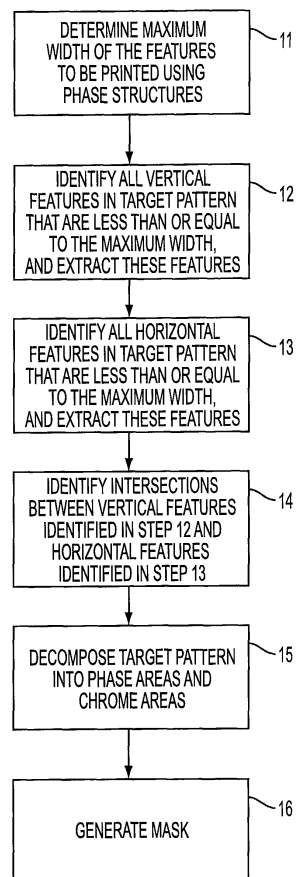 DETERMINE MAXIMUM
WIDTH OF THE FEATURES
TO BE PRINTED USING
PHASE STRUCTURES
11
IDENTIFY ALL VERTICAL
FEATURES IN TARGET PATTERN
THAT ARE LESS THAN OR EQUAL
TO THE MAXIMUM WIDTH,
AND EXTRACT THESE FEATURES
12
IDENTIFY ALL HORIZONTAL
FEATURES IN TARGET PATTERN
THAT ARE LESS THAN OR EQUAL
TO THE MAXIMUM WIDTH,
AND EXTRACT THESE FEATURES
13
IDENTIFY INTERSECTIONS
BETWEEN VERTICAL FEATURES
IDENTIFIED IN STEP 12 AND
HORIZONTAL FEATURES
IDENTIFIED IN STEP 13
14
DECOMPOSE TARGET PATTERN
INTO PHASE AREAS AND
CHROME AREAS
15
GENERATE MASK
16